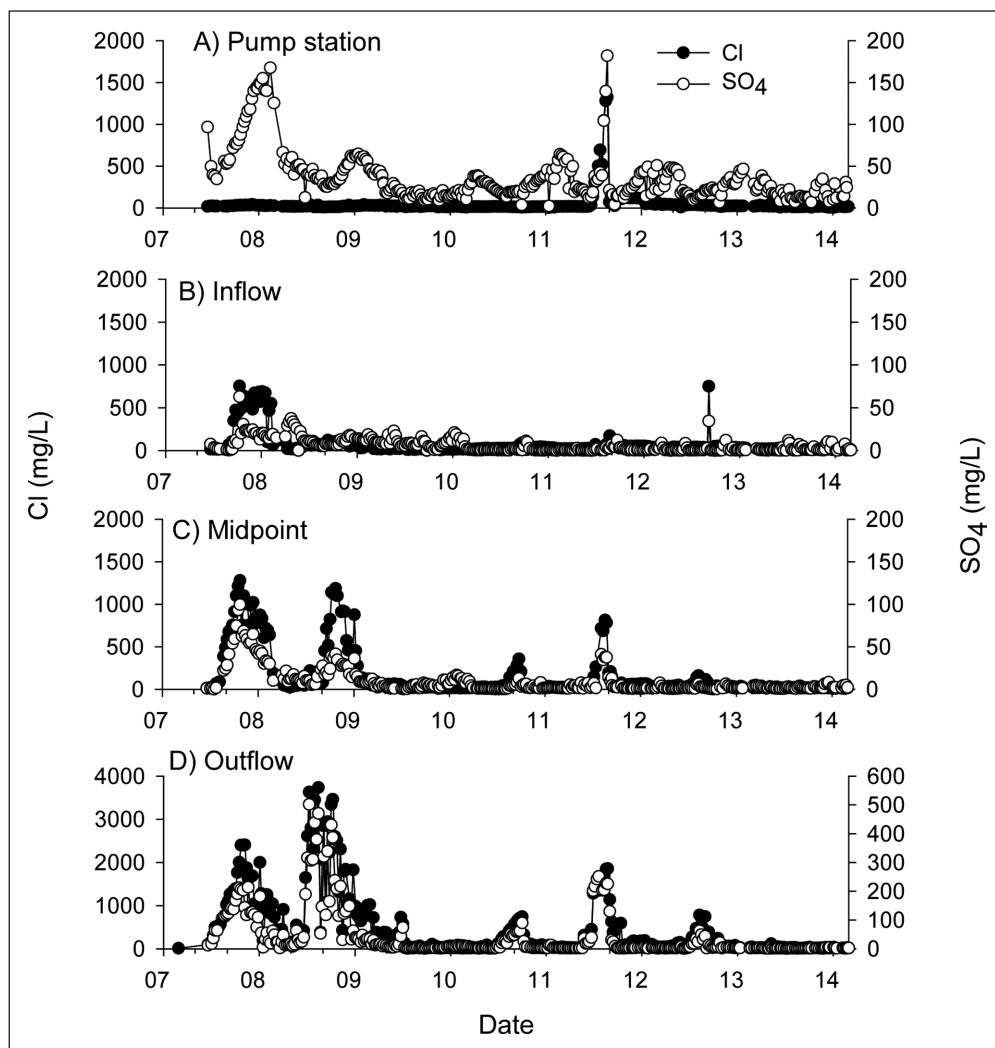 A) Pump station
Cl
SO4
2000 200
1500 150
1000 100
500 50
0 0
07 08 09 10 11 12 13 14
B) Inflow
2000 200
1500 150
1000 100
500 50
0 0
07 08 09 10 11 12 13 14
Cl (mg/L)
SO4 (mg/L)
C) Midpoint
2000 200
1500 150
1000 100
500 50
0 0
07 08 09 10 11 12 13 14
D) Outflow
4000 600
500
3000
400
2000 300
200
1000
100
0 0
07 08 09 10 11 12 13 14
Date